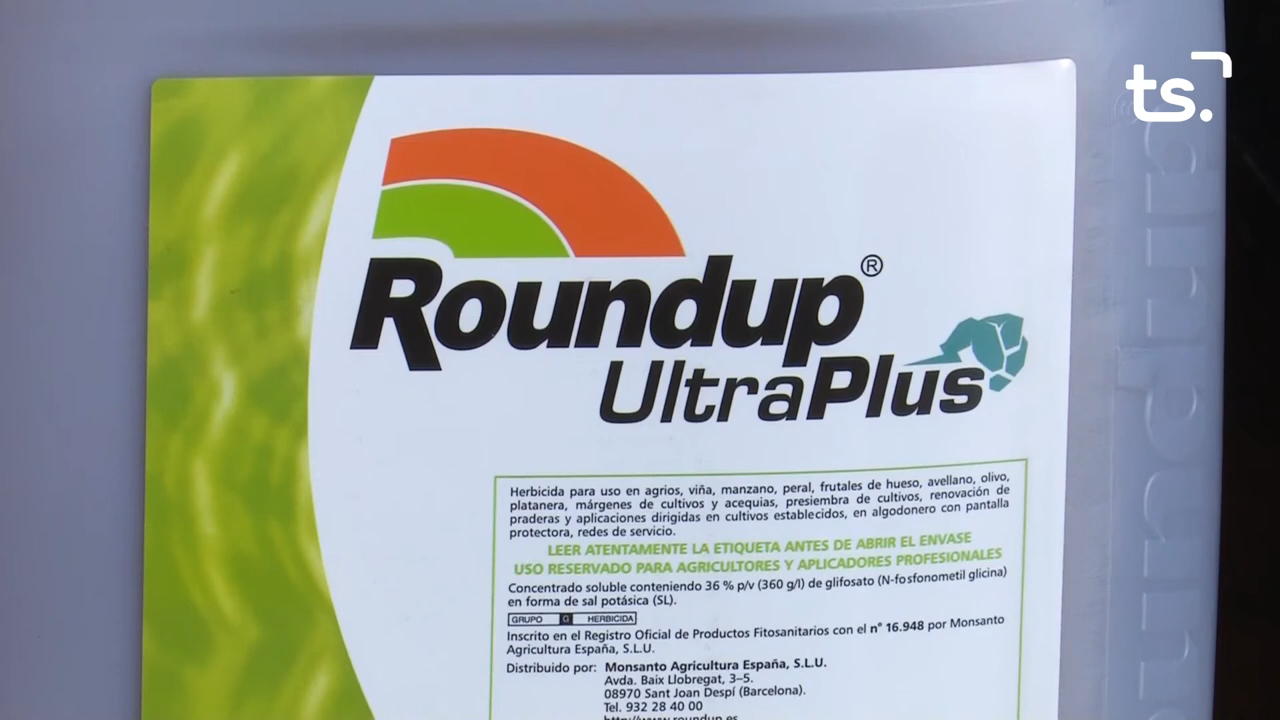 ts.
Roundup®
UltraPlus
Herbicida para uso en agrios, viña, manzano, peral, frutales de hueso, avellano, olivo,
platanera, márgenes de cultivos y acequias, presiembra de cultivos, renovación de
praderas y aplicaciones dirigidas en cultivos establecidos, en algodonero con pantalla
protectora, redes de servicio.
LEER ATENTAMENTE LA ETIQUETA ANTES DE ABRIR EL ENVASE
USO RESERVADO PARA AGRICULTORES Y APLICADORES PROFESIONALES
Concentrado soluble conteniendo 36 % p/v (360 g/l) de glifosato (N-fosfonometil glicina)
en forma de sal potásica (SL).
GRUPO G HERBICIDA
Inscrito en el Registro Oficial de Productos Fitosanitarios con el nº 16.948 por Monsanto
Agricultura España, S.L.U.
Distribuido por: Monsanto Agricultura España, S.L.U.
Avda. Baix Llobregat, 3–5.
08970 Sant Joan Despí (Barcelona).
Tel. 932 28 40 00
http://www.roundup.es